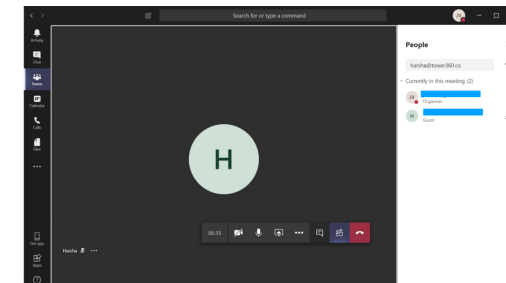 Search for or type a command
JV
Activity
Chat
Teams
Calendar
Calls
Files
Get app
Apps
H
06:35
Harsha
People
harsha@tower360.co
Currently in this meeting (2)
JV
Organiser
H
Guest